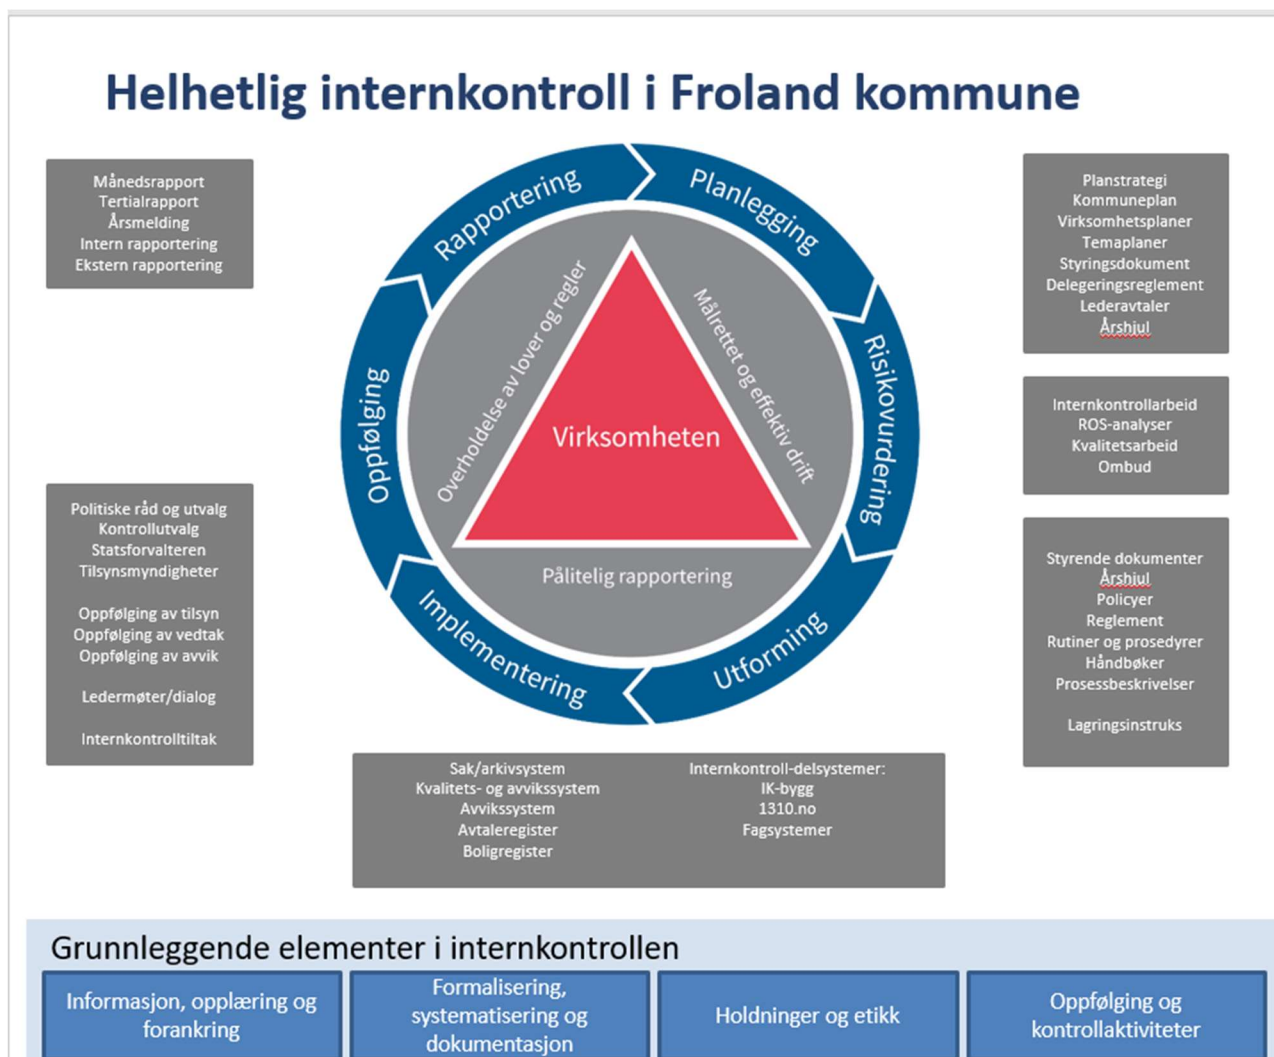 Helhetlig internkontroll i Froland kommune
Månedsrapport
Tertialrapport
Årsmelding
Intern rapportering
Ekstern rapportering
Rapportering
Planlegging
Risikovurdering
Utforming
Implementering
Oppfølging
Overholdelse av lover og regler
Målrettet og effektiv drift
Pålitelig rapportering
Virksomheten
Planstrategi
Kommuneplan
Virksomhetsplaner
Temaplaner
Styringsdokument
Delegeringsreglement
Lederavtaler
Årshjul
Internkontrollarbeid
ROS-analyser
Kvalitetsarbeid
Ombud
Styrende dokumenter
Årshjul
Policyer
Reglement
Rutiner og prosedyrer
Håndbøker
Prosessbeskrivelser
Lagringsinstruks
Politiske råd og utvalg
Kontrollutvalg
Statsforvalteren
Tilsynsmyndigheter
Oppfølging av tilsyn
Oppfølging av vedtak
Oppfølging av avvik
Ledermøter/dialog
Internkontrolltiltak
Sak/arkivsystem
Kvalitets- og avvikssystem
Avvikssystem
Avtaleregister
Boligregister
Internkontroll-delsystemer:
IK-bygg
1310.no
Fagsystemer
Grunnleggende elementer i internkontrollen
Informasjon, opplæring og
forankring
Formalisering,
systematisering og
dokumentasjon
Holdninger og etikk
Oppfølging og
kontrollaktiviteter